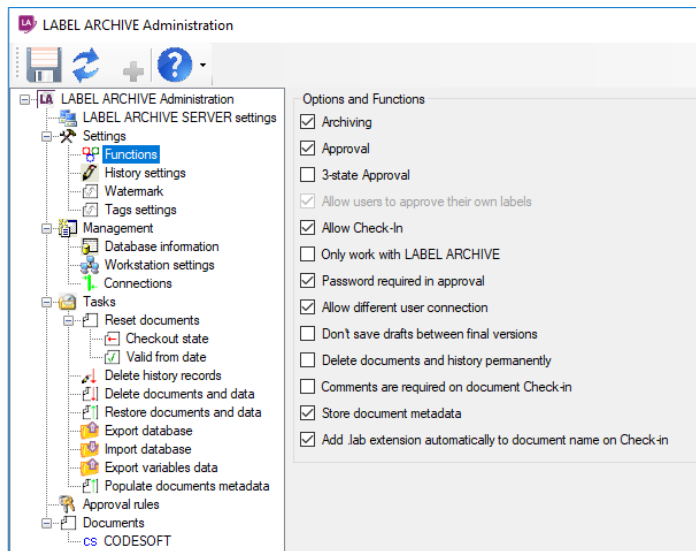 LA LABEL ARCHIVE Administration
?
LA LABEL ARCHIVE Administration
LABEL ARCHIVE SERVER settings
Settings
Functions
History settings
Watermark
Tags settings
Management
Database information
Workstation settings
Connections
Tasks
Reset documents
Checkout state
Valid from date
Delete history records
Delete documents and data
Restore documents and data
Export database
Import database
Export variables data
Populate documents metadata
Approval rules
Documents
CS CODESOFT
Options and Functions
Archiving
Approval
3-state Approval
Allow users to approve their own labels
Allow Check-In
Only work with LABEL ARCHIVE
Password required in approval
Allow different user connection
Don't save drafts between final versions
Delete documents and history permanently
Comments are required on document Check-in
Store document metadata
Add .lab extension automatically to document name on Check-in